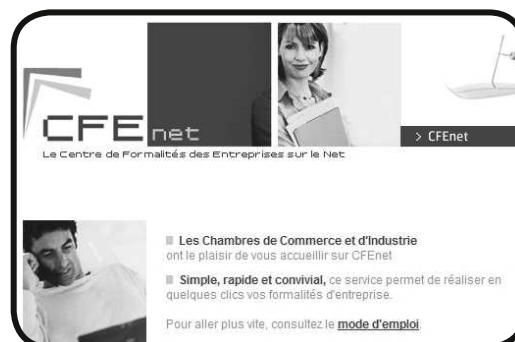 CFEnet
> CFEnet
Le Centre de Formalités des Entreprises sur le Net
Les Chambres de Commerce et d'Industrie
ont le plaisir de vous accueillir sur CFEnet
Simple, rapide et convivial, ce service permet de réaliser en
quelques clics vos formalités d'entreprise.
Pour aller plus vite, consultez le mode d'emploi.